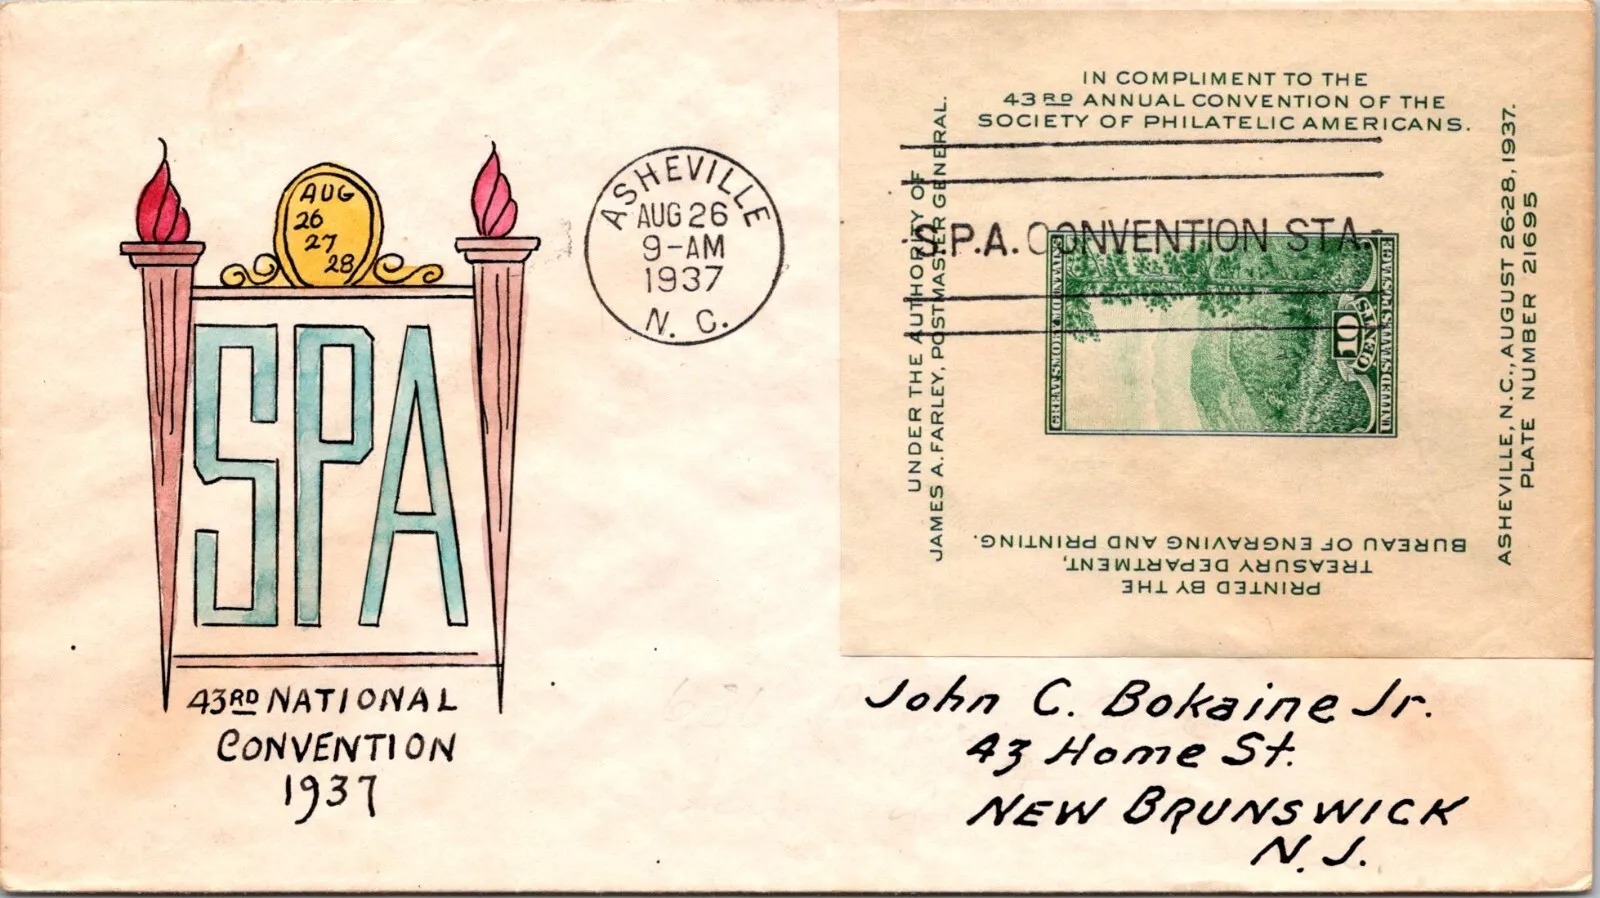 AUG
26
27
28
SPA
43RD NATIONAL
CONVENTION
1937
ASHEVILLE
AUG 26
9-AM
1937
N. C.
IN COMPLIMENT TO THE
43RD ANNUAL CONVENTION OF THE
SOCIETY OF PHILATELIC AMERICANS.
UNDER THE AUTHORITY OF
JAMES A. FARLEY, POSTMASTER GENERAL.
S.P.A. CONVENTION STA.-
GREAT SMOKY MOUNTAINS
10
CENTS
U.S. POSTAGE
ASHEVILLE, N.C., AUGUST 26-28, 1937.
PLATE NUMBER 21695
PRINTED BY THE
TREASURY DEPARTMENT,
BUREAU OF ENGRAVING AND PRINTING.
John C. Bokaine Jr.
43 Home St.
NEW BRUNSWICK
N. J.